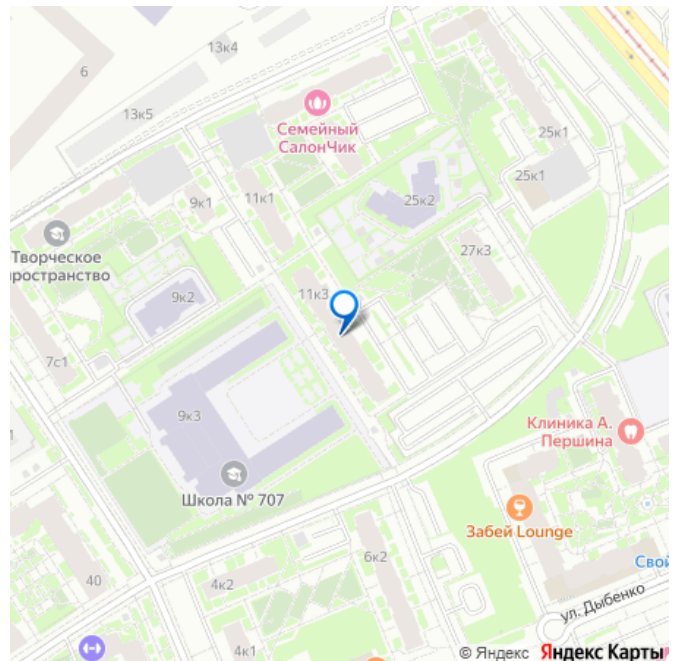 13к4
6
13к5
Семейный
СалонЧик
25к1
25к1
9к1
11к1
25к2
Творческое
ространство
27к3
9к2
11к3
7с1
9к3
Клиника А.
Першина
Школа № 707
Забей Lounge
6к2
Свой
40
4к2
ул. Дыбенко
4к1
© Яндекс Яндекс Карты